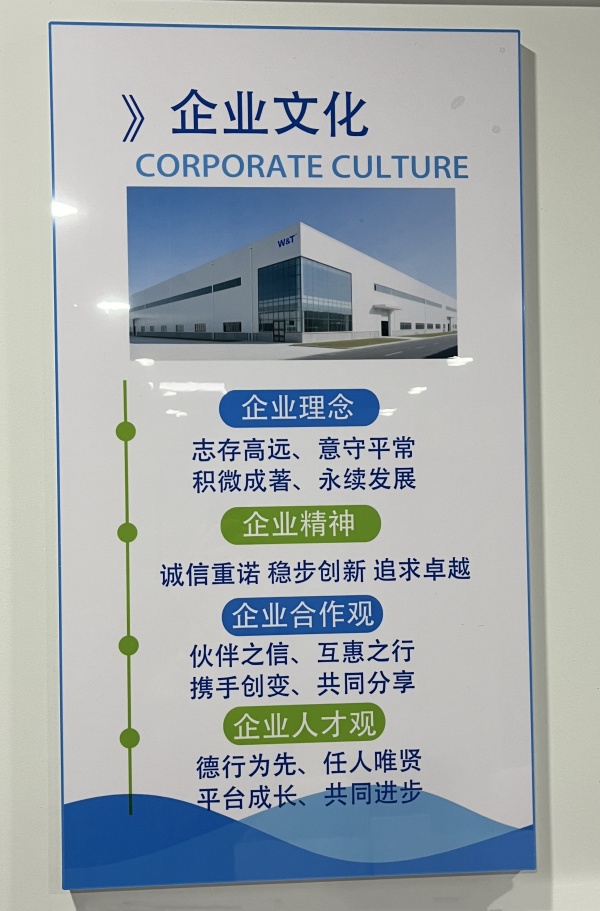 》企业文化
CORPORATE CULTURE
W&T
企业理念
志存高远、意守平常
积微成著、永续发展
企业精神
诚信重诺 稳步创新 追求卓越
企业合作观
伙伴之信、互惠之行
携手创变、共同分享
企业人才观
德行为先、任人唯贤
平台成长、共同进步